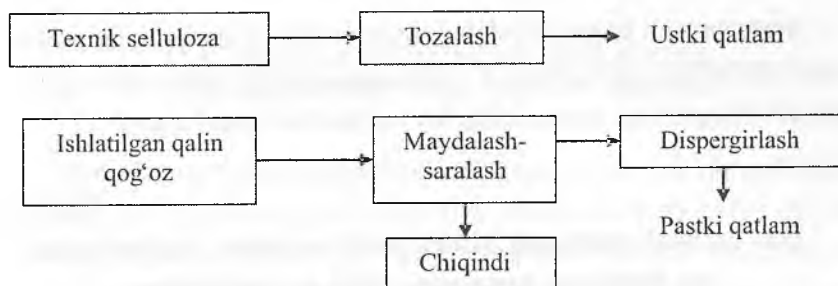 Texnik selluloza
Tozalash
Ustki qatlam
Ishlatilgan qalin
qog‘oz
Maydalash-
saralash
Dispergirlash
Pastki qatlam
Chiqindi